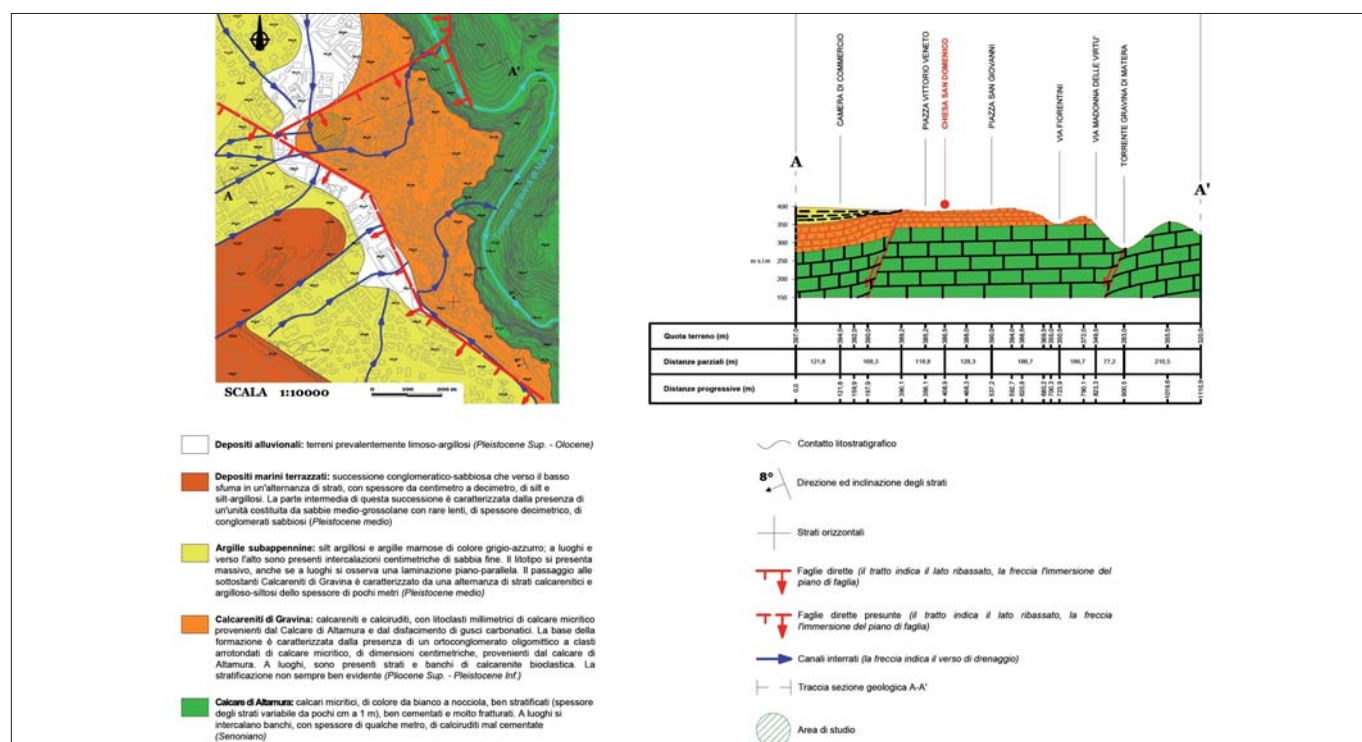 A
A'
Torrente Gravina di Matera
SCALA 1:10000
0 100 200 m
CAMERA DI COMMERCIO
PIAZZA VITTORIO VENETO
CHIESA SAN DOMENICO
PIAZZA SAN GIOVANNI
VIA FIORENTINI
VIA MADONNA DELLE VIRTU'
TORRENTE GRAVINA DI MATERA
A
A'
400
350
300
250
200
150
m s l m
Quota terreno (m)
Distanze parziali (m) 121,8 168,3 118,8 128,3 186,7 186,7 77,2 210,5
Distanze progressive (m)
Depositi alluvionali: terreni prevalentemente limoso-argillosi (Pleistocene Sup. - Olocene)
Depositi marini terrazzati: successione conglomeratico-sabbiosa che verso il basso
sfuma in un'alternanza di strati, con spessore da centimetro a decimetro, di silt e
silt-argillosi. La parte intermedia di questa successione è caratterizzata dalla presenza di
un'unità costituita da sabbie medio-grossolane con rare lenti, di spessore decimetrico, di
conglomerati sabbiosi (Pleistocene medio)
Argille subappennine: silt argillosi e argille marnose di colore grigio-azzurro; a luoghi e
verso l'alto sono presenti intercalazioni centimetriche di sabbia fine. Il litotipo si presenta
massivo, anche se a luoghi si osserva una laminazione piano-parallela. Il passaggio alle
sottostanti Calcareniti di Gravina è caratterizzato da una alternanza di strati calcarenitici e
argilloso-siltosi dello spessore di pochi metri (Pleistocene medio)
Calcareniti di Gravina: calcareniti e calciruditi, con litoclasti millimetrici di calcare micritico
provenienti dal Calcare di Altamura e dal disfacimento di gusci carbonatici. La base della
formazione è caratterizzata dalla presenza di un ortoconglomerato oligomittico a clasti
arrotondati di calcare micritico, di dimensioni centimetriche, provenienti dal calcare di
Altamura. A luoghi, sono presenti strati e banchi di calcarenite bioclastica. La
stratificazione non sempre ben evidente (Pliocene Sup. - Pleistocene Inf.)
Calcare di Altamura: calcari micritici, di colore da bianco a nocciola, ben stratificati (spessore
degli strati variabile da pochi cm a 1 m), ben cementati e molto fratturati. A luoghi si
intercalano banchi, con spessore di qualche metro, di calciruditi mal cementate
(Senoniano)
Contatto litostratigrafico
8°
Direzione ed inclinazione degli strati
Strati orizzontali
Faglie dirette (il tratto indica il lato ribassato, la freccia l'immersione del
piano di faglia)
Faglie dirette presunte (il tratto indica il lato ribassato, la freccia
l'immersione del piano di faglia)
Canali interrati (la freccia indica il verso di drenaggio)
Traccia sezione geologica A-A'
Area di studio